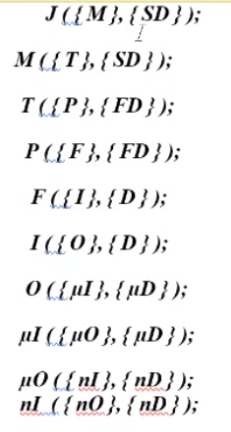 J ({M},{SD});
M ({T},{SD});
T ({P},{FD});
P ({F},{FD});
F ({I},{D});
I ({O},{D});
O ({µI},{µD});
µI ({µO},{µD});
µO ({nI},{nD});
nI ({nO},{nD});